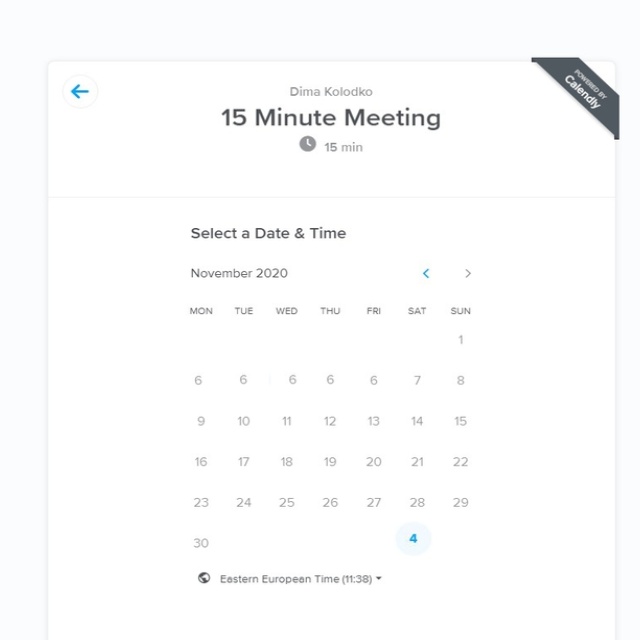 POWERED BY
Calendly
Dima Kolodko
15 Minute Meeting
15 min
Select a Date & Time
November 2020
MON TUE WED THU FRI SAT SUN
1
6 6 6 6 6 7 8
9 10 11 12 13 14 15
16 17 18 19 20 21 22
23 24 25 26 27 28 29
30 4
Eastern European Time (11:38)